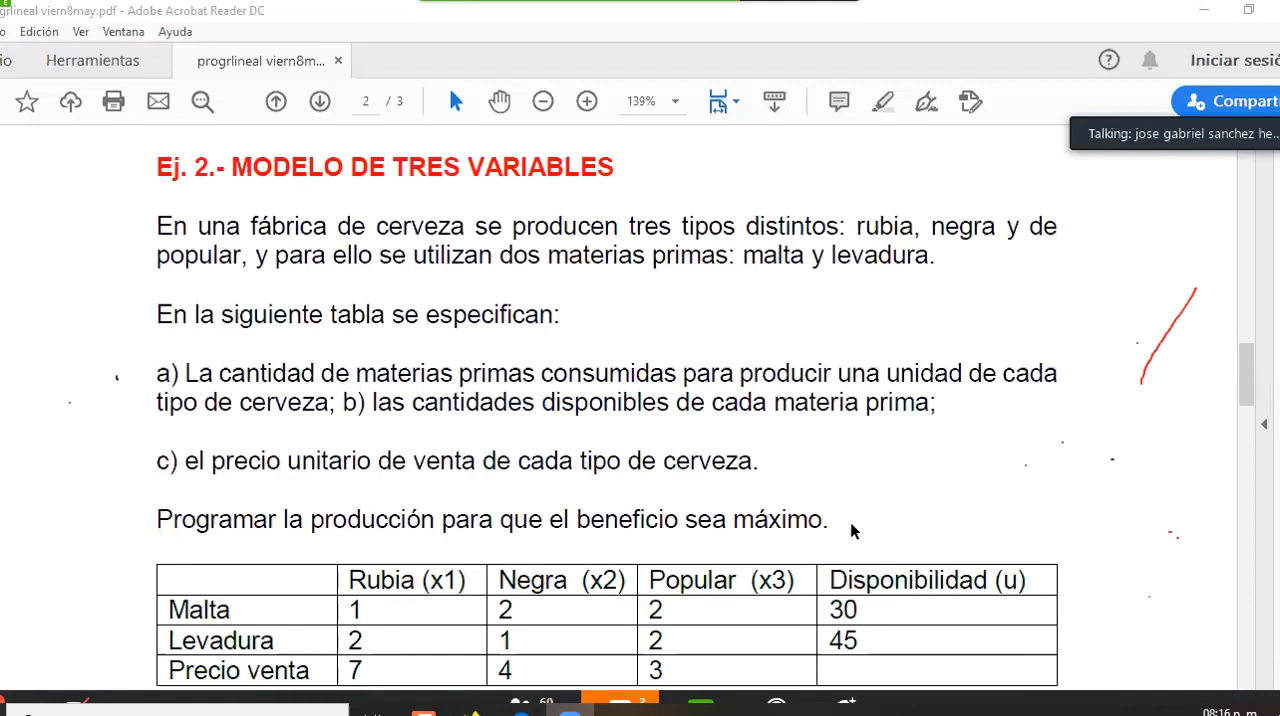 grlineal viern8may.pdf - Adobe Acrobat Reader DC
Edición Ver Ventana Ayuda
io Herramientas progrlineal viern8m... × Iniciar sesió
2 / 3 139% Comparti
Talking: jose gabriel sanchez he...
Ej. 2.- MODELO DE TRES VARIABLES
En una fábrica de cerveza se producen tres tipos distintos: rubia, negra y de
popular, y para ello se utilizan dos materias primas: malta y levadura.
En la siguiente tabla se especifican:
a) La cantidad de materias primas consumidas para producir una unidad de cada
tipo de cerveza; b) las cantidades disponibles de cada materia prima;
c) el precio unitario de venta de cada tipo de cerveza.
Programar la producción para que el beneficio sea máximo.
Rubia (x1) Negra (x2) Popular (x3) Disponibilidad (u)
Malta 1 2 2 30
Levadura 2 1 2 45
Precio venta 7 4 3
60
08:16 p. m.